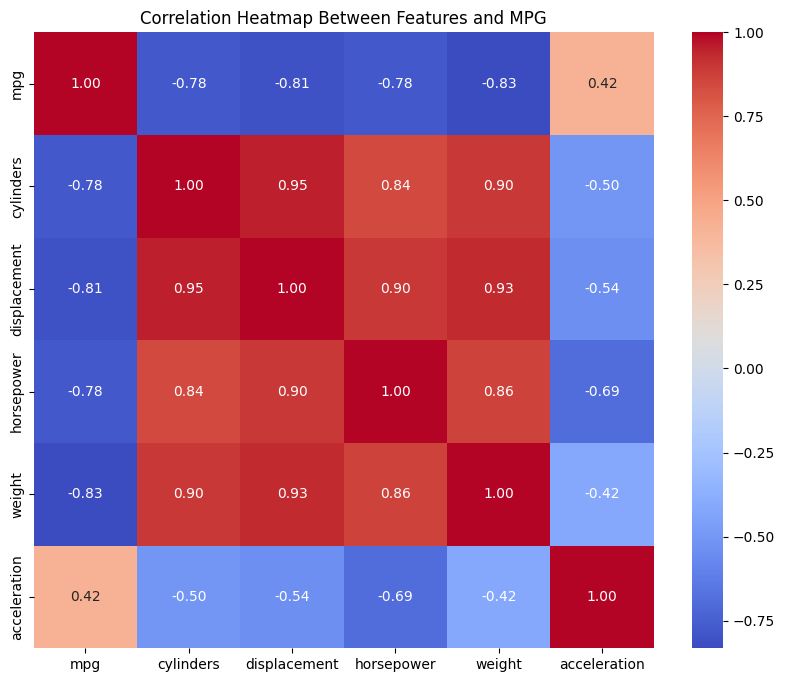 Correlation Heatmap Between Features and MPG
mpg 1.00 -0.78 -0.81 -0.78 -0.83 0.42
cylinders -0.78 1.00 0.95 0.84 0.90 -0.50
displacement -0.81 0.95 1.00 0.90 0.93 -0.54
horsepower -0.78 0.84 0.90 1.00 0.86 -0.69
weight -0.83 0.90 0.93 0.86 1.00 -0.42
acceleration 0.42 -0.50 -0.54 -0.69 -0.42 1.00
mpg cylinders displacement horsepower weight acceleration
1.00
0.75
0.50
0.25
0.00
−0.25
−0.50
−0.75